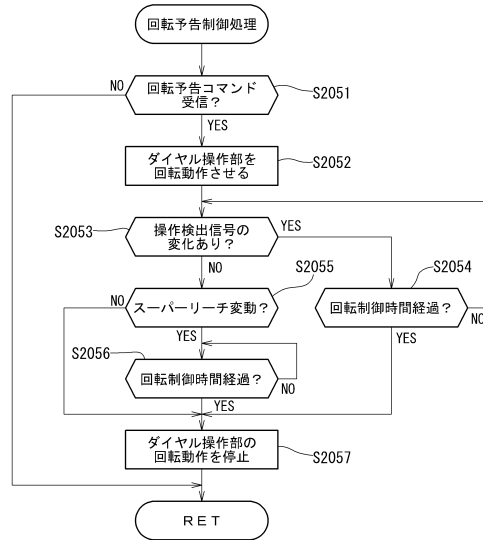 回転予告制御処理
NO
回転予告コマンド
受信？
S2051
YES
ダイヤル操作部を
回転動作させる
S2052
S2053
操作検出信号の
変化あり？
YES
NO
S2055
S2054
NO
スーパーリーチ変動？
回転制御時間経過？
NO
YES
YES
S2056
回転制御時間経過？
NO
YES
ダイヤル操作部の
回転動作を停止
S2057
RET